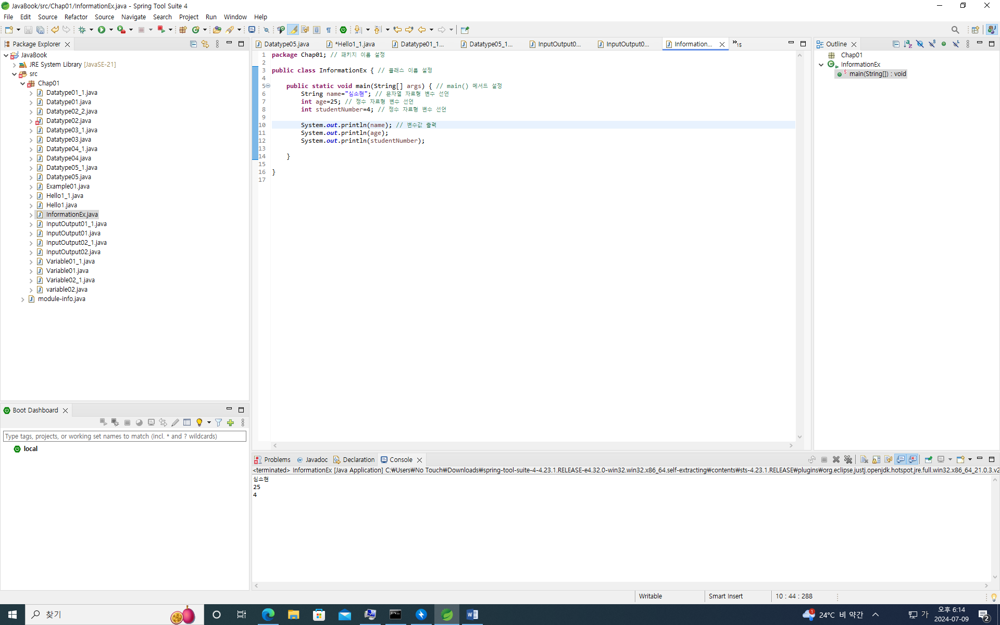 JavaBook/src/Chap01/InformationEx.java - Spring Tool Suite 4
File Edit Source Refactor Source Navigate Search Project Run Window Help
Package Explorer
JavaBook
JRE System Library [JavaSE-21]
src
Chap01
Datatype01_1.java
Datatype01.java
Datatype02_2.java
Datatype02.java
Datatype03_1.java
Datatype03.java
Datatype04_1.java
Datatype04.java
Datatype05_1.java
Datatype05.java
Example01.java
Hello1_1.java
Hello1.java
InformationEx.java
InputOutput01_1.java
InputOutput01.java
InputOutput02_1.java
InputOutput02.java
Variable01_1.java
Variable01.java
Variable02_1.java
variable02.java
module-info.java
Boot Dashboard
Type tags, projects, or working set names to match (incl. * and ? wildcards)
local
Datatype05.java *Hello1_1.java Datatype01_1... Datatype05_1... InputOutput0... InputOutput0... Information... »15
1 package Chap01; // 패키지 이름 설정
2
3 public class InformationEx { // 클래스 이름 설정
4
5 public static void main(String[] args) { // main() 메서드 설정
6 String name="심소현"; // 문자열 자료형 변수 선언
7 int age=25; // 정수 자료형 변수 선언
8 int studentNumber=4; // 정수 자료형 변수 선언
9
10 System.out.println(name); // 변수값 출력
11 System.out.println(age);
12 System.out.println(studentNumber);
13
14 }
15
16 }
17
Outline
Chap01
InformationEx
S main(String[]) : void
Problems @ Javadoc Declaration Console
<terminated> InformationEx [Java Application] C:₩Users₩No Touch₩Downloads₩spring-tool-suite-4-4.23.1.RELEASE-e4.32.0-win32.win32.x86_64.self-extracting₩contents₩sts-4.23.1.RELEASE₩plugins₩org.eclipse.justj.openjdk.hotspot.jre.full.win32.x86_64_21.0.3.v2
심소현
25
4
Writable Smart Insert 10 : 44 : 288
찾기
1 24°C 비 약간 가 오후 6:14
2024-07-09 2